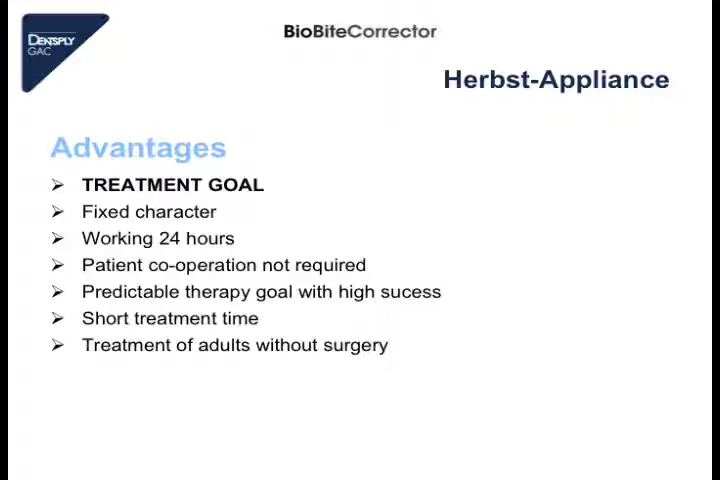 DENTSPLY
GAC
BioBiteCorrector
Herbst-Appliance
Advantages
➢ TREATMENT GOAL
➢ Fixed character
➢ Working 24 hours
➢ Patient co-operation not required
➢ Predictable therapy goal with high sucess
➢ Short treatment time
➢ Treatment of adults without surgery